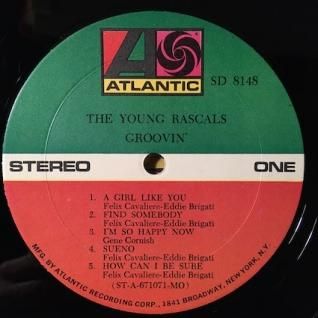 ATLANTIC
SD 8148
THE YOUNG RASCALS
GROOVIN'
STEREO ONE
1. A GIRL LIKE YOU
Felix Cavaliere-Eddie Brigati
2. FIND SOMEBODY
Felix Cavaliere-Eddie Brigati
3. I'M SO HAPPY NOW
Gene Cornish
4. SUENO
Felix Cavaliere-Eddie Brigati
5. HOW CAN I BE SURE
Felix Cavaliere-Eddie Brigati
(ST-A-671071-MO)
MFG. BY ATLANTIC RECORDING CORP., 1841 BROADWAY, NEW YORK, N.Y.